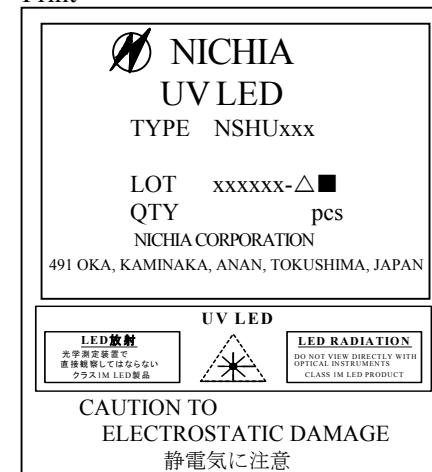 NICHIA
UV LED
TYPE NSHUxxx
LOT xxxxxx-△■
QTY pcs
NICHIA CORPORATION
491 OKA, KAMINAKA, ANAN, TOKUSHIMA, JAPAN
UV LED
LED放射
光学測定装置で
直接観察してはならない
クラス1M LED製品
LED RADIATION
DO NOT VIEW DIRECTLY WITH
OPTICAL INSTRUMENTS
CLASS 1M LED PRODUCT
CAUTION TO
ELECTROSTATIC DAMAGE
静電気に注意